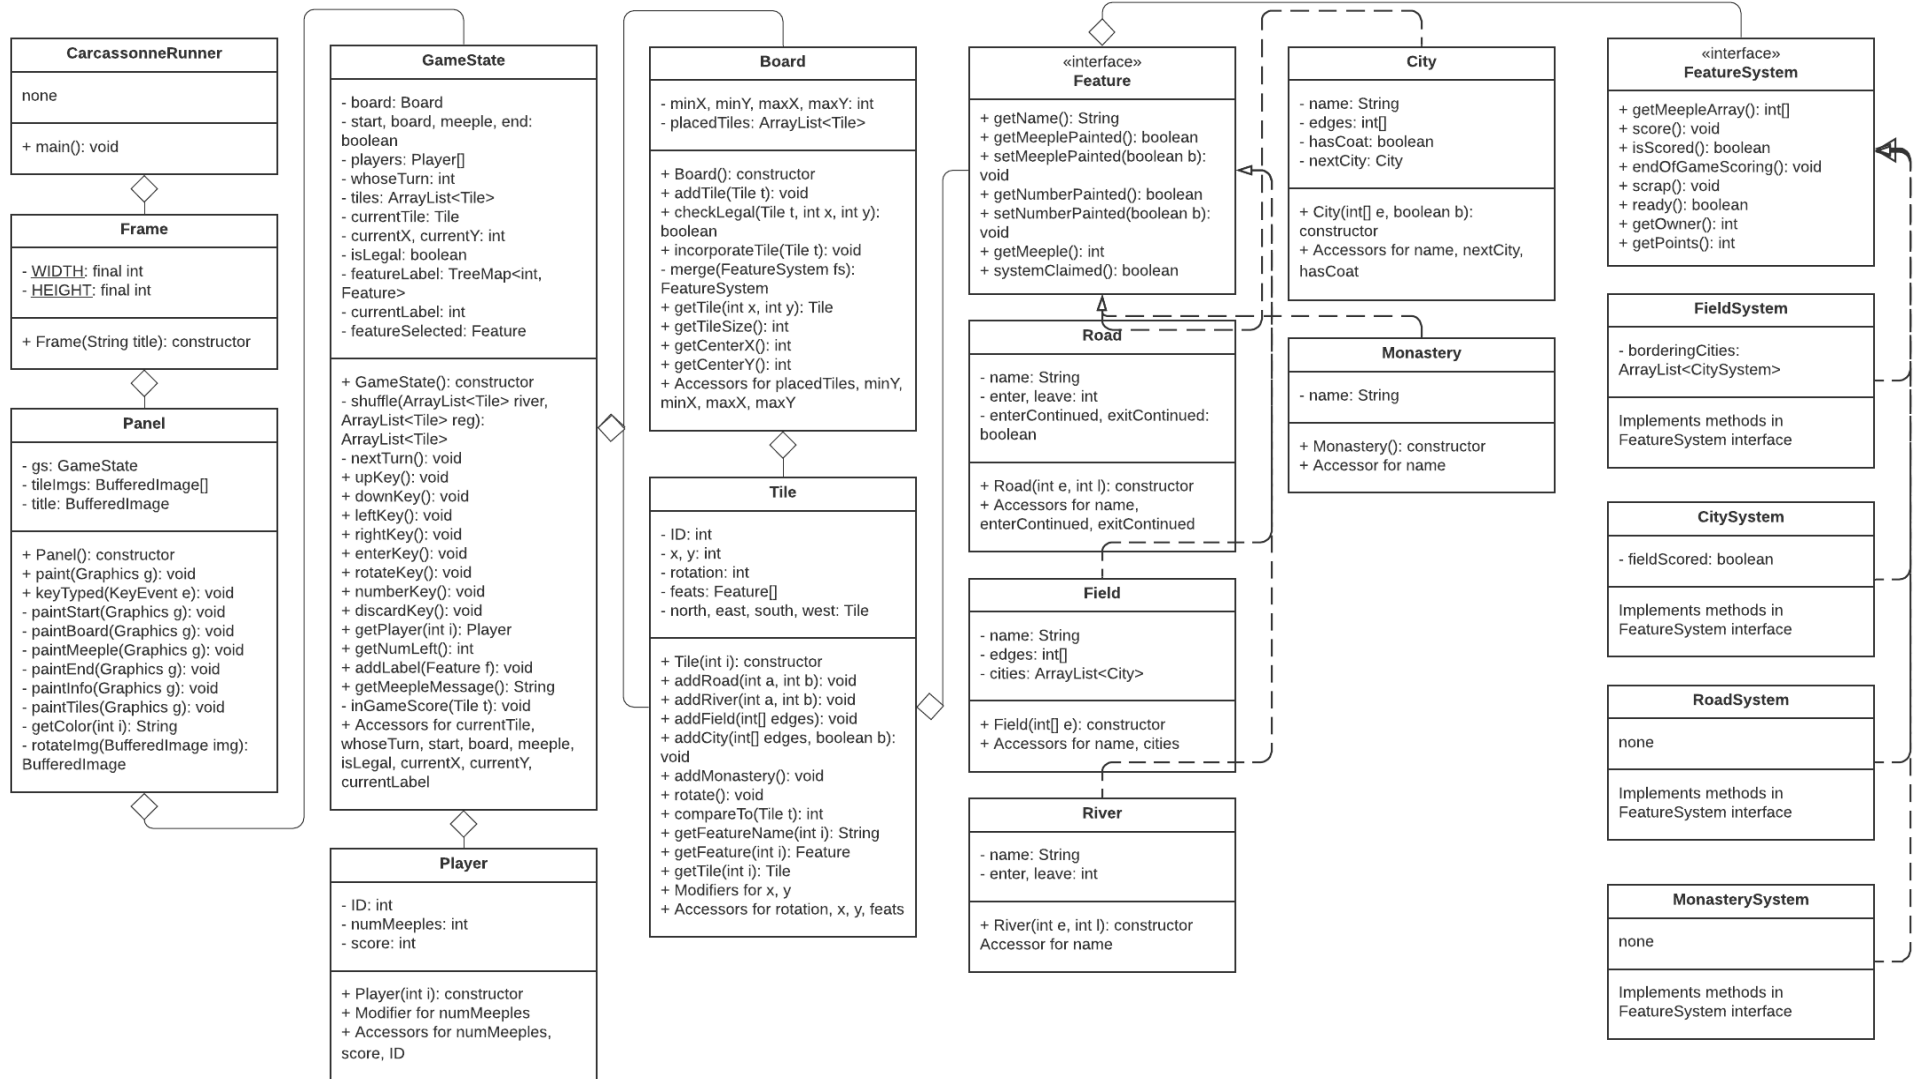 CarcassonneRunner
none
+ main(): void
Frame
- WIDTH: final int
- HEIGHT: final int
+ Frame(String title): constructor
Panel
- gs: GameState
- tileImgs: BufferedImage[]
- title: BufferedImage
+ Panel(): constructor
+ paint(Graphics g): void
+ keyTyped(KeyEvent e): void
- paintStart(Graphics g): void
- paintBoard(Graphics g): void
- paintMeeple(Graphics g): void
- paintEnd(Graphics g): void
- paintInfo(Graphics g): void
- paintTiles(Graphics g): void
- getColor(int i): String
- rotateImg(BufferedImage img):
BufferedImage
GameState
- board: Board
- start, board, meeple, end:
boolean
- players: Player[]
- whoseTurn: int
- tiles: ArrayList<Tile>
- currentTile: Tile
- currentX, currentY: int
- isLegal: boolean
- featureLabel: TreeMap<int,
Feature>
- currentLabel: int
- featureSelected: Feature
+ GameState(): constructor
- shuffle(ArrayList<Tile> river,
ArrayList<Tile> reg):
ArrayList<Tile>
- nextTurn(): void
+ upKey(): void
+ downKey(): void
+ leftKey(): void
+ rightKey(): void
+ enterKey(): void
+ rotateKey(): void
+ numberKey(): void
+ discardKey(): void
+ getPlayer(int i): Player
+ getNumLeft(): int
+ addLabel(Feature f): void
+ getMeepleMessage(): String
- inGameScore(Tile t): void
+ Accessors for currentTile,
whoseTurn, start, board, meeple,
isLegal, currentX, currentY,
currentLabel
Player
- ID: int
- numMeeples: int
- score: int
+ Player(int i): constructor
+ Modifier for numMeeples
+ Accessors for numMeeples,
score, ID
Board
- minX, minY, maxX, maxY: int
- placedTiles: ArrayList<Tile>
+ Board(): constructor
+ addTile(Tile t): void
+ checkLegal(Tile t, int x, int y):
boolean
+ incorporateTile(Tile t): void
- merge(FeatureSystem fs):
FeatureSystem
+ getTile(int x, int y): Tile
+ getTileSize(): int
+ getCenterX(): int
+ getCenterY(): int
+ Accessors for placedTiles, minY,
minX, maxX, maxY
Tile
- ID: int
- x, y: int
- rotation: int
- feats: Feature[]
- north, east, south, west: Tile
+ Tile(int i): constructor
+ addRoad(int a, int b): void
+ addRiver(int a, int b): void
+ addField(int[] edges): void
+ addCity(int[] edges, boolean b):
void
+ addMonastery(): void
+ rotate(): void
+ compareTo(Tile t): int
+ getFeatureName(int i): String
+ getFeature(int i): Feature
+ getTile(int i): Tile
+ Modifiers for x, y
+ Accessors for rotation, x, y, feats
«interface»
Feature
+ getName(): String
+ getMeeplePainted(): boolean
+ setMeeplePainted(boolean b):
void
+ getNumberPainted(): boolean
+ setNumberPainted(boolean b):
void
+ getMeeple(): int
+ systemClaimed(): boolean
Road
- name: String
- enter, leave: int
- enterContinued, exitContinued:
boolean
+ Road(int e, int l): constructor
+ Accessors for name,
enterContinued, exitContinued
Field
- name: String
- edges: int[]
- cities: ArrayList<City>
+ Field(int[] e): constructor
+ Accessors for name, cities
River
- name: String
- enter, leave: int
+ River(int e, int l): constructor
Accessor for name
City
- name: String
- edges: int[]
- hasCoat: boolean
- nextCity: City
+ City(int[] e, boolean b):
constructor
+ Accessors for name, nextCity,
hasCoat
Monastery
- name: String
+ Monastery(): constructor
+ Accessor for name
«interface»
FeatureSystem
+ getMeepleArray(): int[]
+ score(): void
+ isScored(): boolean
+ endOfGameScoring(): void
+ scrap(): void
+ ready(): boolean
+ getOwner(): int
+ getPoints(): int
FieldSystem
- borderingCities:
ArrayList<CitySystem>
Implements methods in
FeatureSystem interface
CitySystem
- fieldScored: boolean
Implements methods in
FeatureSystem interface
RoadSystem
none
Implements methods in
FeatureSystem interface
MonasterySystem
none
Implements methods in
FeatureSystem interface